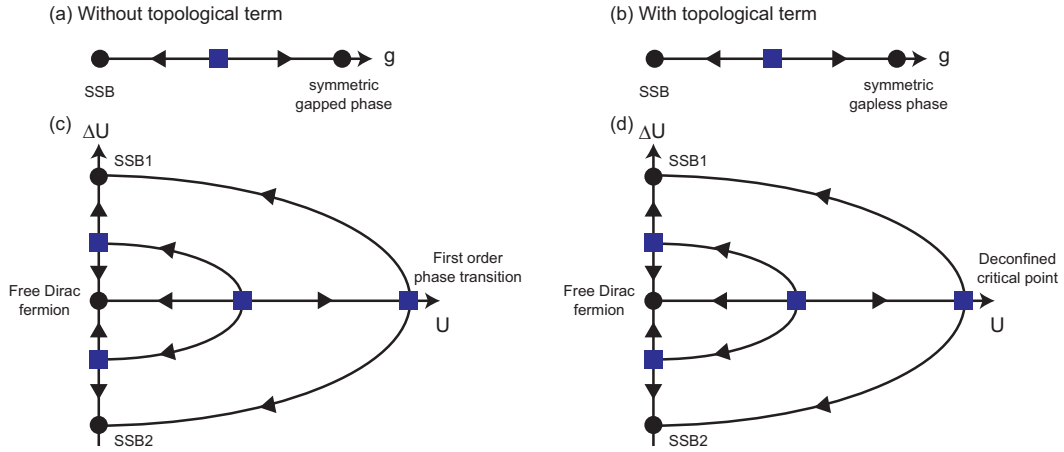 (a) Without topological term
g
SSB
symmetric
gapped phase
(b) With topological term
g
SSB
symmetric
gapless phase
(c)
ΔU
SSB1
First order
phase transition
Free Dirac
fermion
U
SSB2
(d)
ΔU
SSB1
Deconfined
critical point
Free Dirac
fermion
U
SSB2